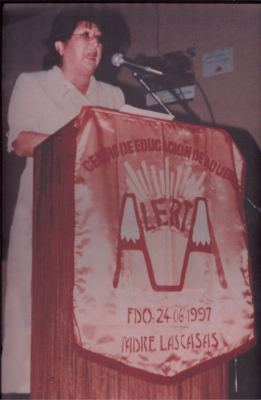 CENTRO DE EDUCACION DE ADULTOS
ALERTA
FDO: 24-06-1997
PADRE LASCASAS